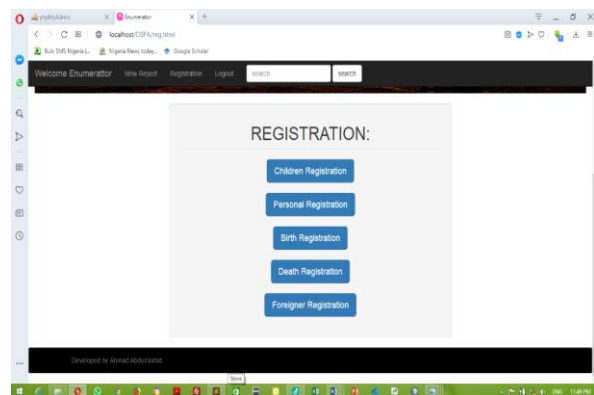 phpMyAdmin
Enumerator
localhost/DSFA/reg.html
Bulk SMS Nigeria |...
Nigeria News today...
Google Scholar
Welcome Enumerattor
View Report
Registration
Logout
search
search
REGISTRATION:
Children Registration
Personal Registration
Birth Registration
Death Registration
Foreigner Registration
Developed by Ahmad Abdulrashid
Store
11:49 PM